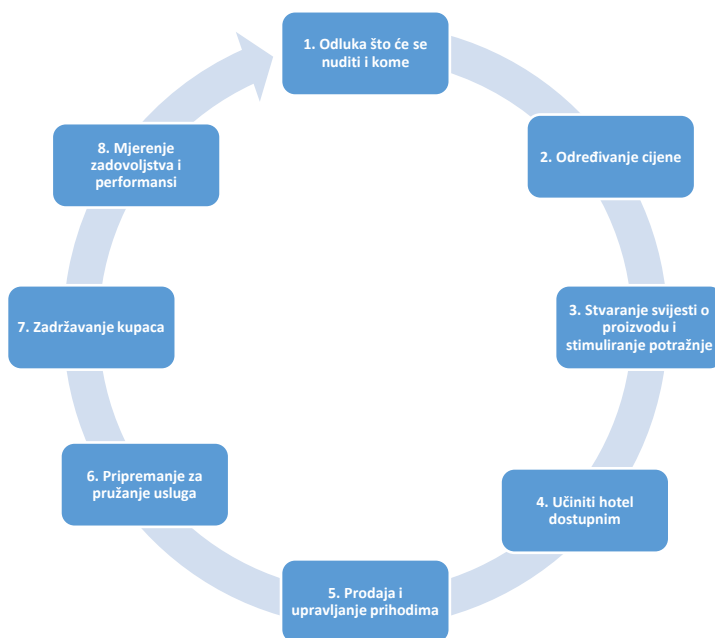 1. Odluka što će se
nuditi i kome
2. Određivanje cijene
3. Stvaranje svijesti o
proizvodu i
stimuliranje potražnje
4. Učiniti hotel
dostupnim
5. Prodaja i
upravljanje prihodima
6. Pripremanje za
pružanje usluga
7. Zadržavanje kupaca
8. Mjerenje
zadovoljstva i
performansi